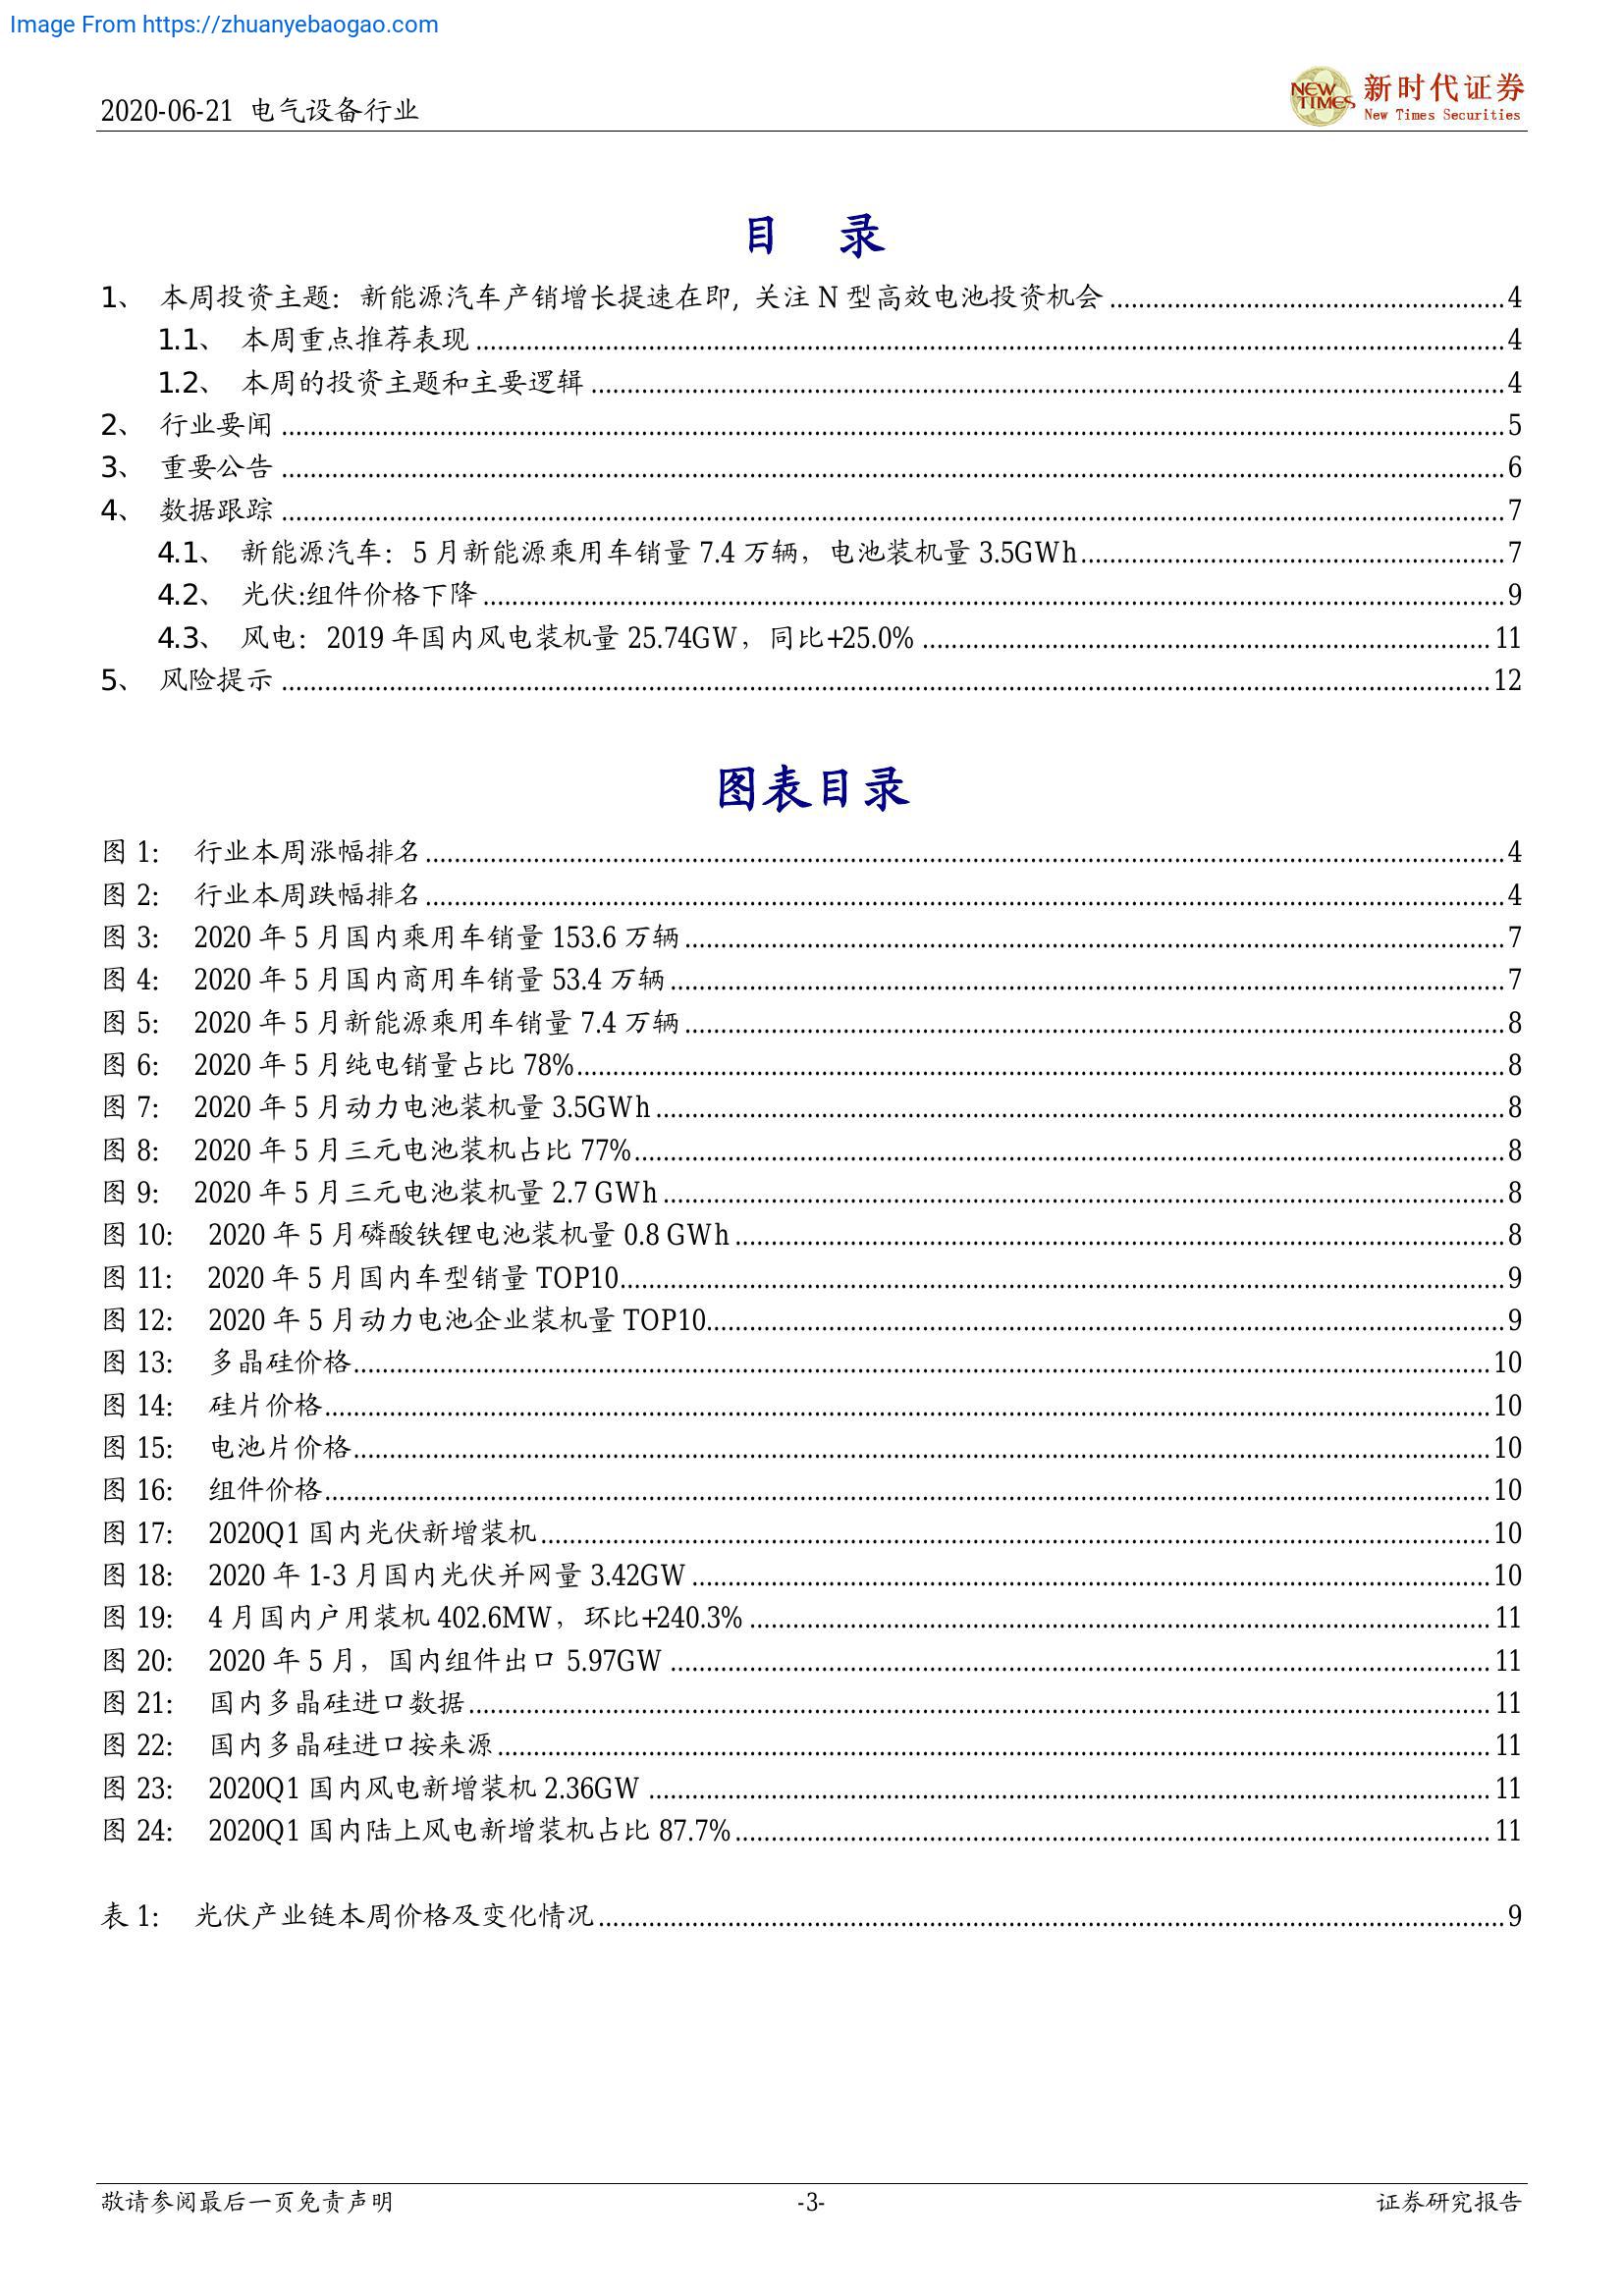 Image From https://zhuanyebaogao.com
2020-06-21 电气设备行业
NEW TIMES
新时代证券
New Times Securities
目 录
1、 本周投资主题：新能源汽车产销增长提速在即, 关注 N 型高效电池投资机会 4
1.1、 本周重点推荐表现 4
1.2、 本周的投资主题和主要逻辑 4
2、 行业要闻 5
3、 重要公告 6
4、 数据跟踪 7
4.1、 新能源汽车：5 月新能源乘用车销量 7.4 万辆，电池装机量 3.5GWh 7
4.2、 光伏:组件价格下降 9
4.3、 风电：2019 年国内风电装机量 25.74GW，同比+25.0% 11
5、 风险提示 12
图表目录
图 1: 行业本周涨幅排名 4
图 2: 行业本周跌幅排名 4
图 3: 2020 年 5 月国内乘用车销量 153.6 万辆 7
图 4: 2020 年 5 月国内商用车销量 53.4 万辆 7
图 5: 2020 年 5 月新能源乘用车销量 7.4 万辆 8
图 6: 2020 年 5 月纯电销量占比 78% 8
图 7: 2020 年 5 月动力电池装机量 3.5GWh 8
图 8: 2020 年 5 月三元电池装机占比 77% 8
图 9: 2020 年 5 月三元电池装机量 2.7 GWh 8
图 10: 2020 年 5 月磷酸铁锂电池装机量 0.8 GWh 8
图 11: 2020 年 5 月国内车型销量 TOP10 9
图 12: 2020 年 5 月动力电池企业装机量 TOP10 9
图 13: 多晶硅价格 10
图 14: 硅片价格 10
图 15: 电池片价格 10
图 16: 组件价格 10
图 17: 2020Q1 国内光伏新增装机 10
图 18: 2020 年 1-3 月国内光伏并网量 3.42GW 10
图 19: 4 月国内户用装机 402.6MW，环比+240.3% 11
图 20: 2020 年 5 月，国内组件出口 5.97GW 11
图 21: 国内多晶硅进口数据 11
图 22: 国内多晶硅进口按来源 11
图 23: 2020Q1 国内风电新增装机 2.36GW 11
图 24: 2020Q1 国内陆上风电新增装机占比 87.7% 11
表 1: 光伏产业链本周价格及变化情况 9
敬请参阅最后一页免责声明
-3-
证券研究报告